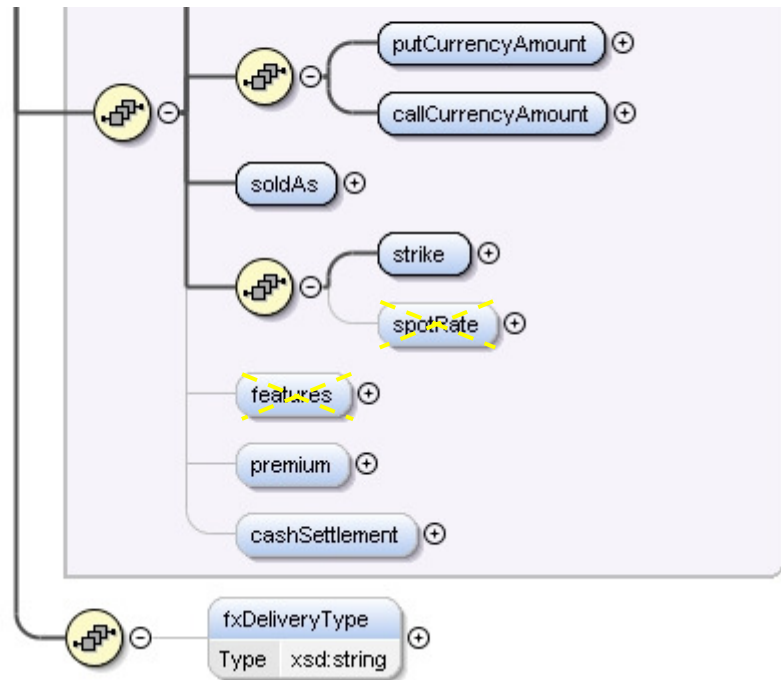 putCurrencyAmount
callCurrencyAmount
soldAs
strike
spotRate
features
premium
cashSettlement
fxDeliveryType
Type xsd:string